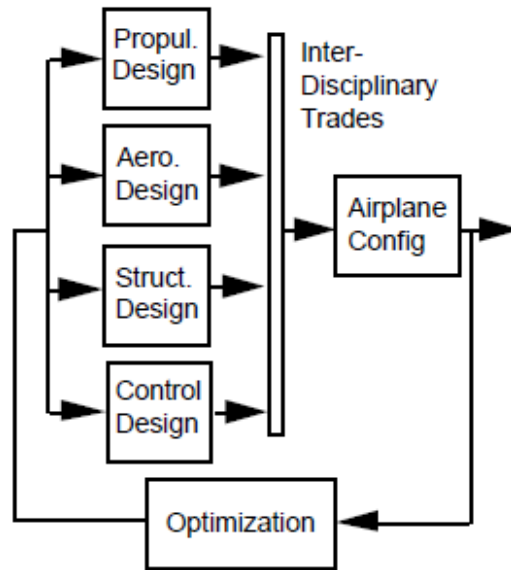 Propul.
Design
Inter-
Disciplinary
Trades
Aero.
Design
Airplane
Config
Struct.
Design
Control
Design
Optimization